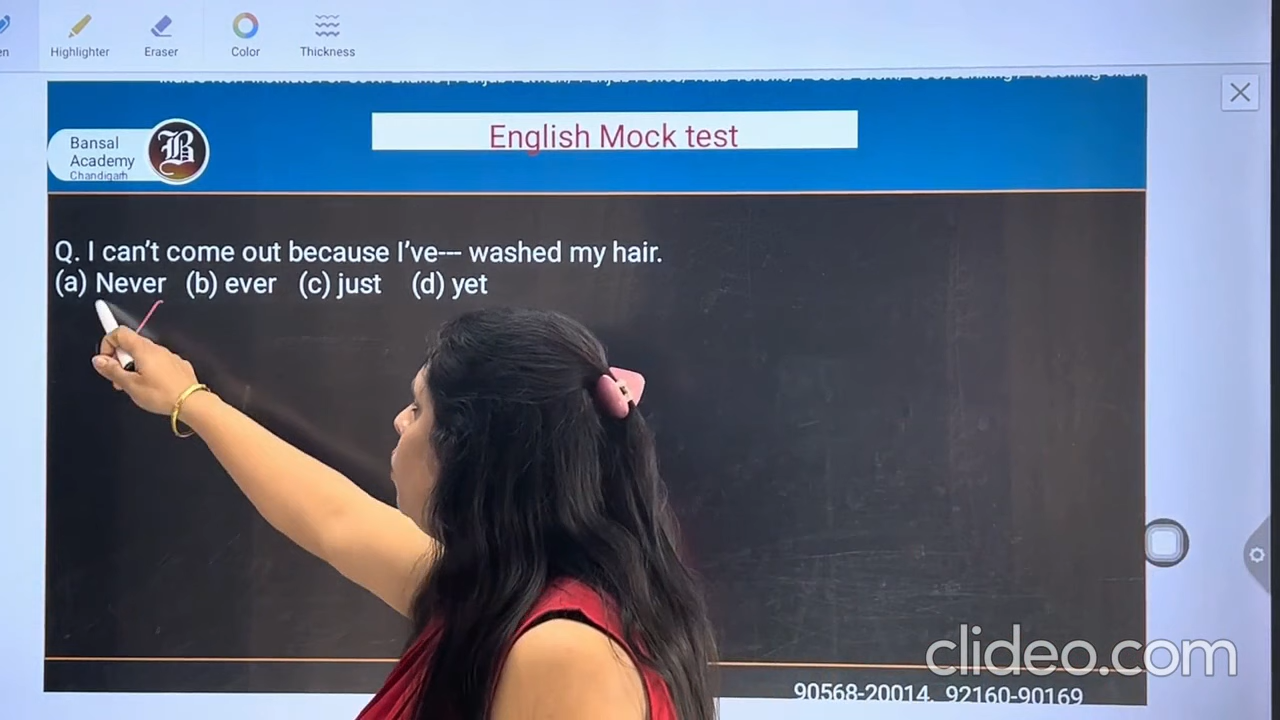 Highlighter Eraser Color Thickness
English Mock test
Bansal
Academy
Chandigarh
B
Q. I can't come out because I've--- washed my hair.
(a) Never (b) ever (c) just (d) yet
clideo.com
90568-20014, 92160-90169